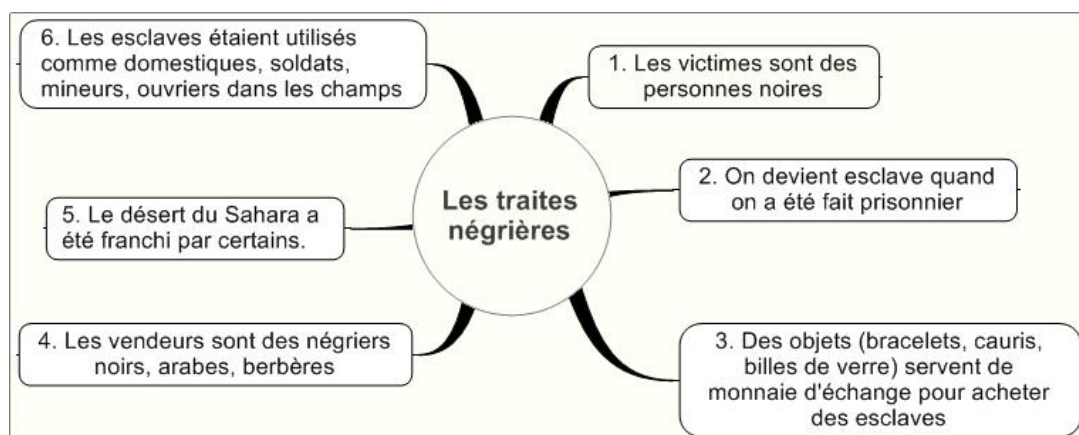 Les traites
négrières
1. Les victimes sont des
personnes noires
2. On devient esclave quand
on a été fait prisonnier
3. Des objets (bracelets, cauris,
billes de verre) servent de
monnaie d'échange pour acheter
des esclaves
4. Les vendeurs sont des négriers
noirs, arabes, berbères
5. Le désert du Sahara a
été franchi par certains.
6. Les esclaves étaient utilisés
comme domestiques, soldats,
mineurs, ouvriers dans les champs